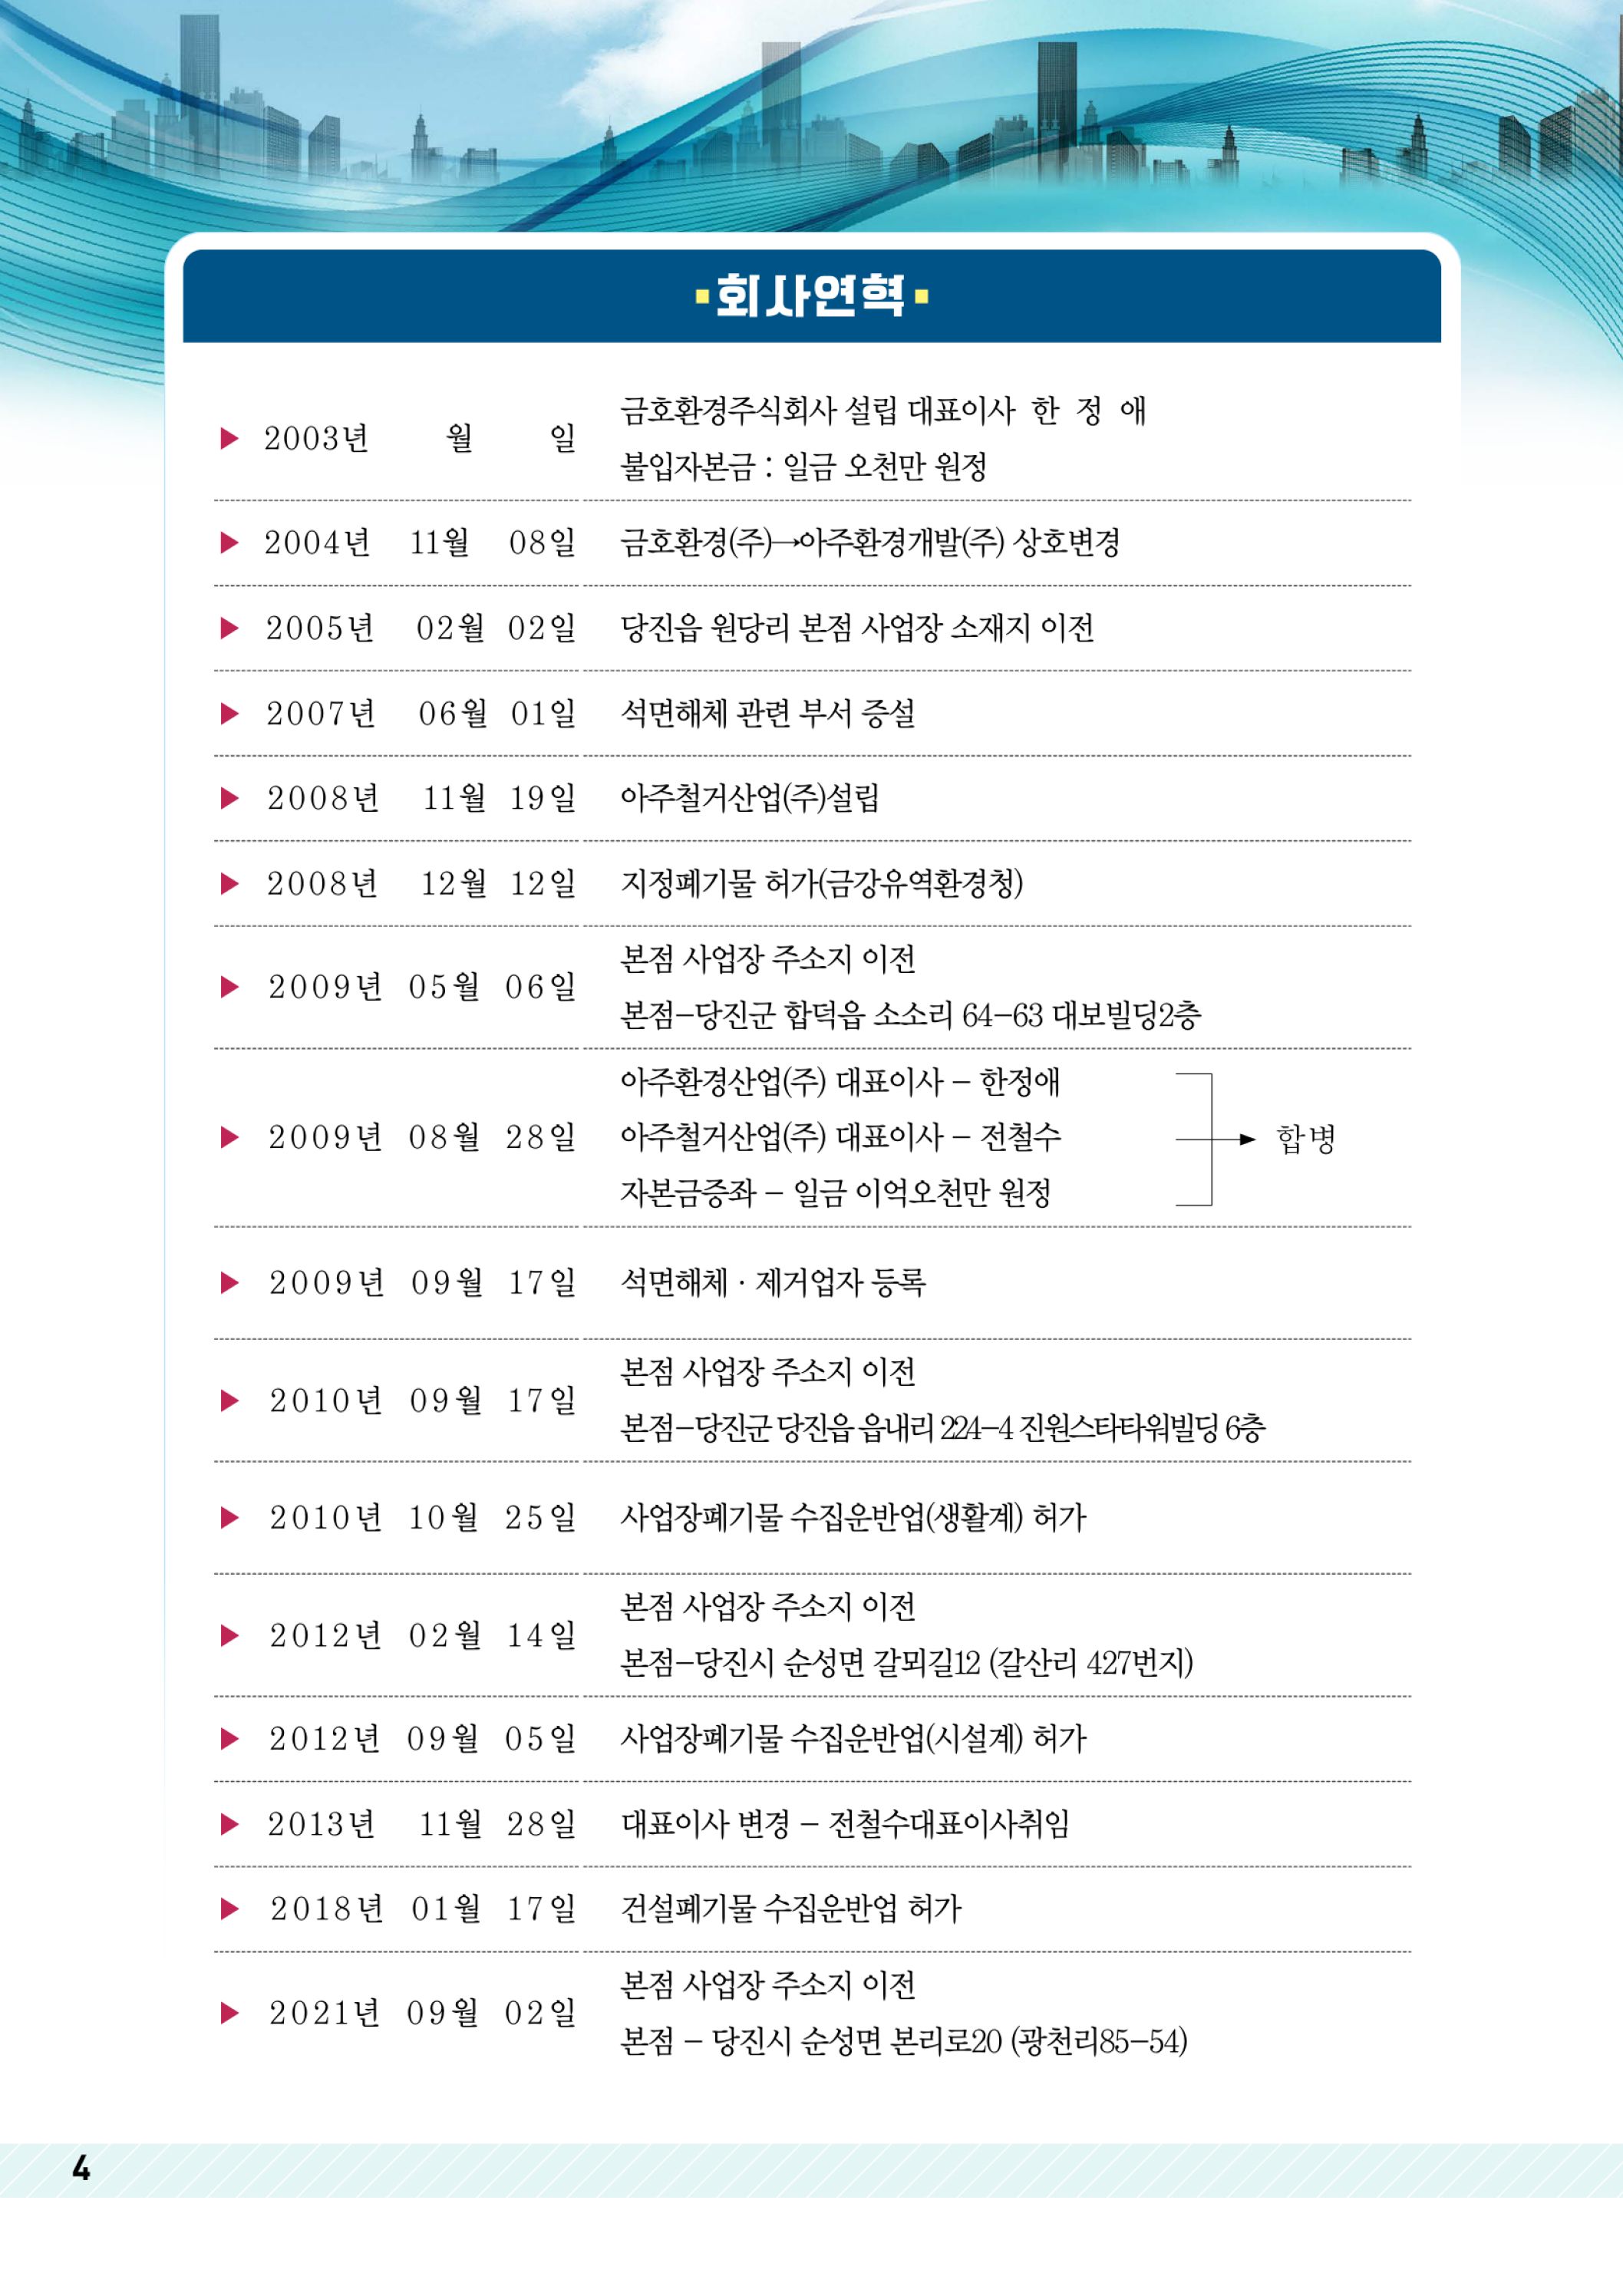 ▪회사연혁▪
▶ 2003년 월 일
금호환경주식회사 설립 대표이사 한 정 애
불입자본금 : 일금 오천만 원정
▶ 2004년 11월 08일 금호환경(주)→아주환경개발(주) 상호변경
▶ 2005년 02월 02일 당진읍 원당리 본점 사업장 소재지 이전
▶ 2007년 06월 01일 석면해체 관련 부서 증설
▶ 2008년 11월 19일 아주철거산업(주)설립
▶ 2008년 12월 12일 지정폐기물 허가(금강유역환경청)
▶ 2009년 05월 06일
본점 사업장 주소지 이전
본점-당진군 합덕읍 소소리 64-63 대보빌딩2층
▶ 2009년 08월 28일
아주환경산업(주) 대표이사 - 한정애
아주철거산업(주) 대표이사 - 전철수
자본금증좌 - 일금 이억오천만 원정
합병
▶ 2009년 09월 17일 석면해체 · 제거업자 등록
▶ 2010년 09월 17일
본점 사업장 주소지 이전
본점-당진군 당진읍 읍내리 224-4 진원스타타워빌딩 6층
▶ 2010년 10월 25일 사업장폐기물 수집운반업(생활계) 허가
▶ 2012년 02월 14일
본점 사업장 주소지 이전
본점-당진시 순성면 갈뫼길12 (갈산리 427번지)
▶ 2012년 09월 05일 사업장폐기물 수집운반업(시설계) 허가
▶ 2013년 11월 28일 대표이사 변경 - 전철수대표이사취임
▶ 2018년 01월 17일 건설폐기물 수집운반업 허가
▶ 2021년 09월 02일
본점 사업장 주소지 이전
본점 - 당진시 순성면 본리로20 (광천리85-54)
4